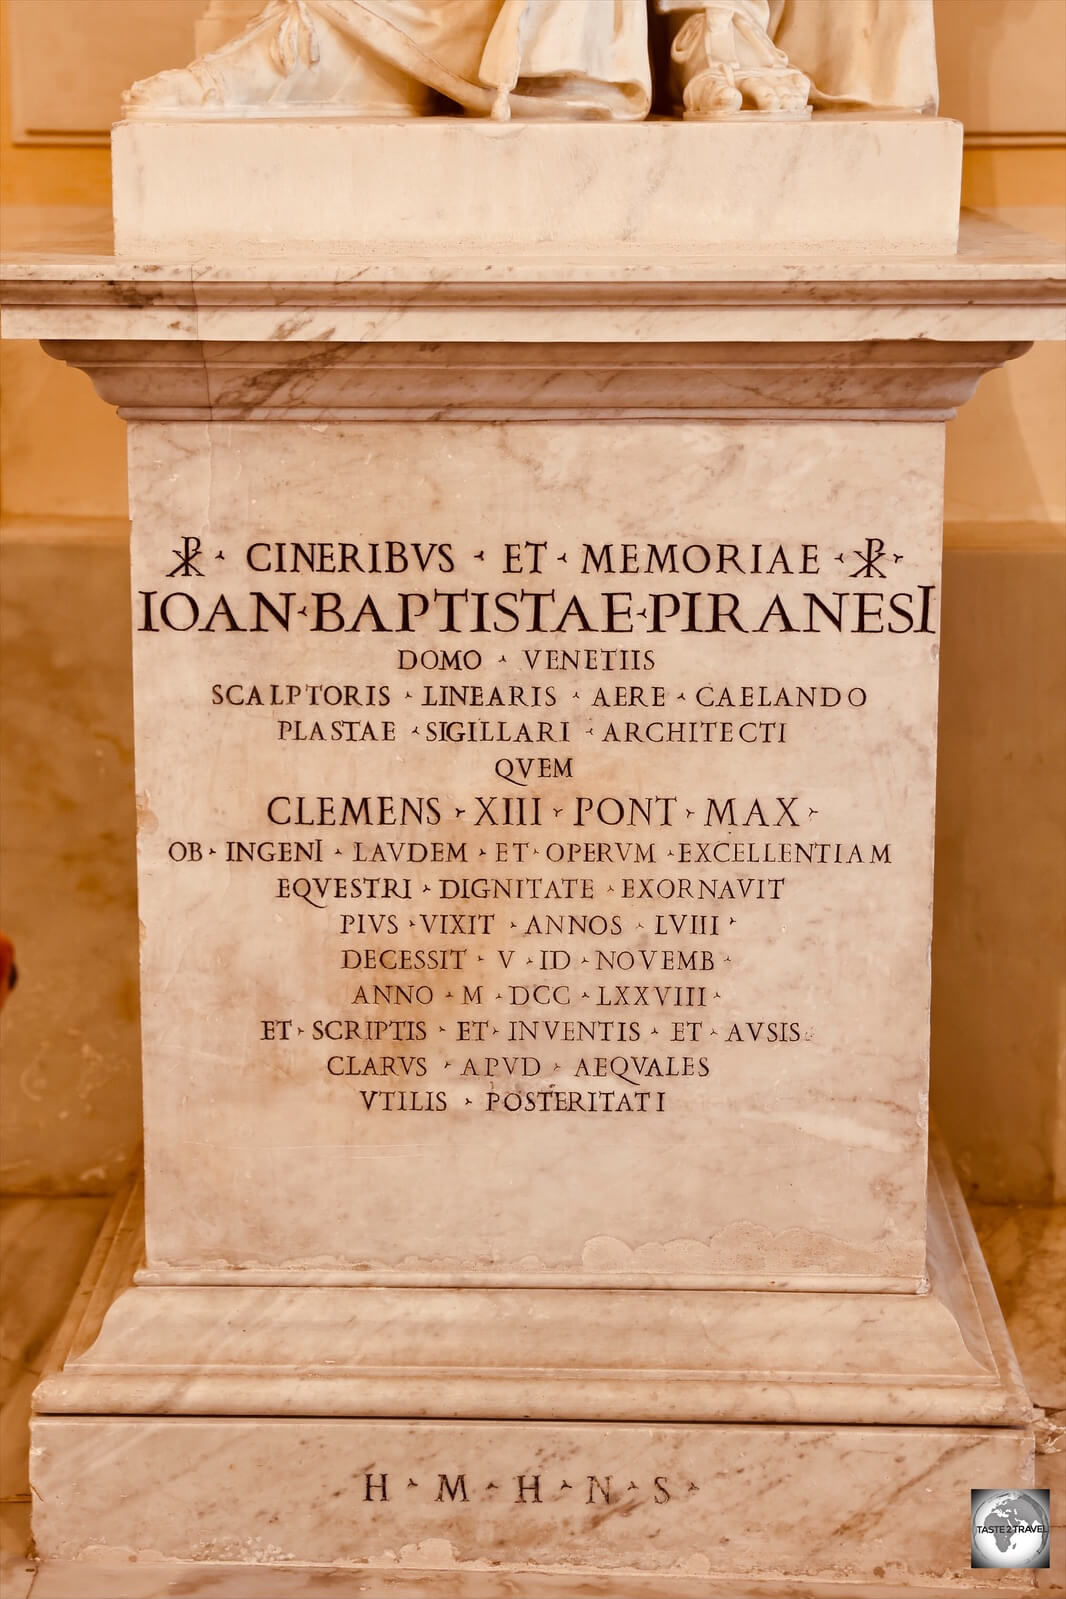 ☧ · CINERIBVS · ET · MEMORIAE · ☧ ·
IOAN · BAPTISTAE · PIRANESI
DOMO · VENETIIS
SCALPTORIS · LINEARIS · AERE · CAELANDO
PLASTAE · SIGILLARI · ARCHITECTI
QVEM
CLEMENS · XIII · PONT · MAX ·
OB · INGENI · LAVDEM · ET · OPERVM · EXCELLENTIAM
EQVESTRI · DIGNITATE · EXORNAVIT
PIVS · VIXIT · ANNOS · LVIII ·
DECESSIT · V · ID · NOVEMB ·
ANNO · M · DCC · LXXVIII ·
ET · SCRIPTIS · ET · INVENTIS · ET · AVSIS
CLARVS · APVD · AEQVALES
VTILIS · POSTERITATI
H · M · H · N · S ·
TASTE2TRAVEL